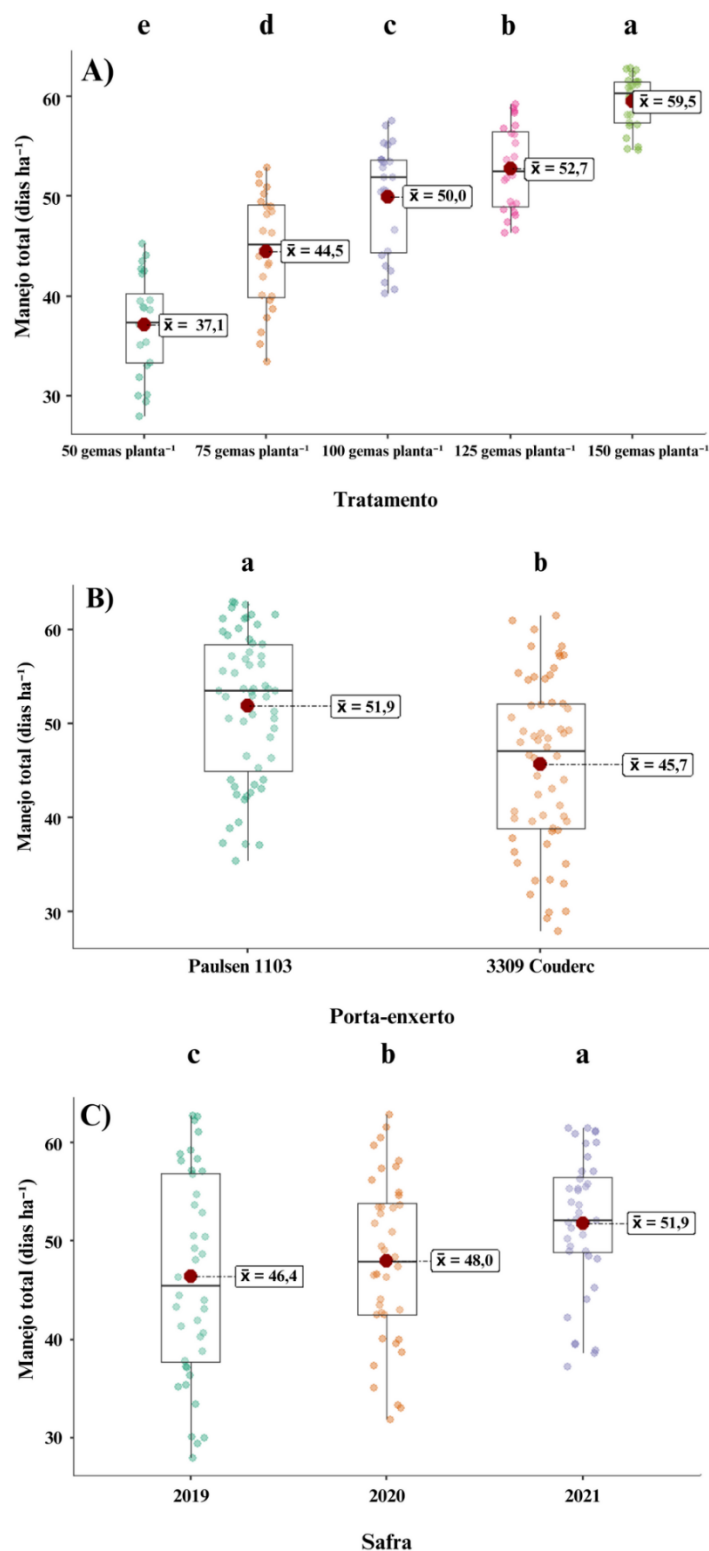 e d c b a
A)
60
50
40
30
Manejo total (dias ha⁻¹)
x̄ = 37,1
x̄ = 44,5
x̄ = 50,0
x̄ = 52,7
x̄ = 59,5
50 gemas planta⁻¹ 75 gemas planta⁻¹ 100 gemas planta⁻¹ 125 gemas planta⁻¹ 150 gemas planta⁻¹
Tratamento
a b
B)
60
50
40
30
Manejo total (dias ha⁻¹)
x̄ = 51,9
x̄ = 45,7
Paulsen 1103 3309 Couderc
Porta-enxerto
c b a
C)
60
50
40
30
Manejo total (dias ha⁻¹)
x̄ = 46,4
x̄ = 48,0
x̄ = 51,9
2019 2020 2021
Safra